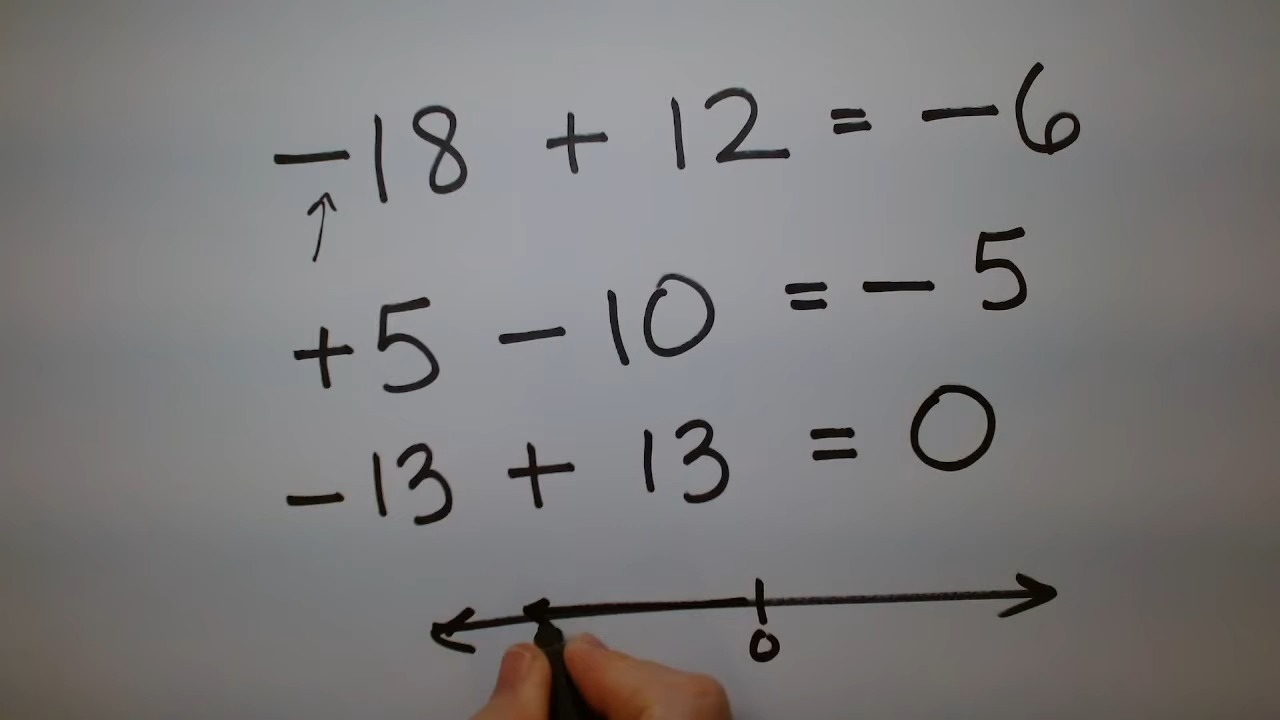 -18 + 12 = -6
+5 - 10 = -5
-13 + 13 = 0
0